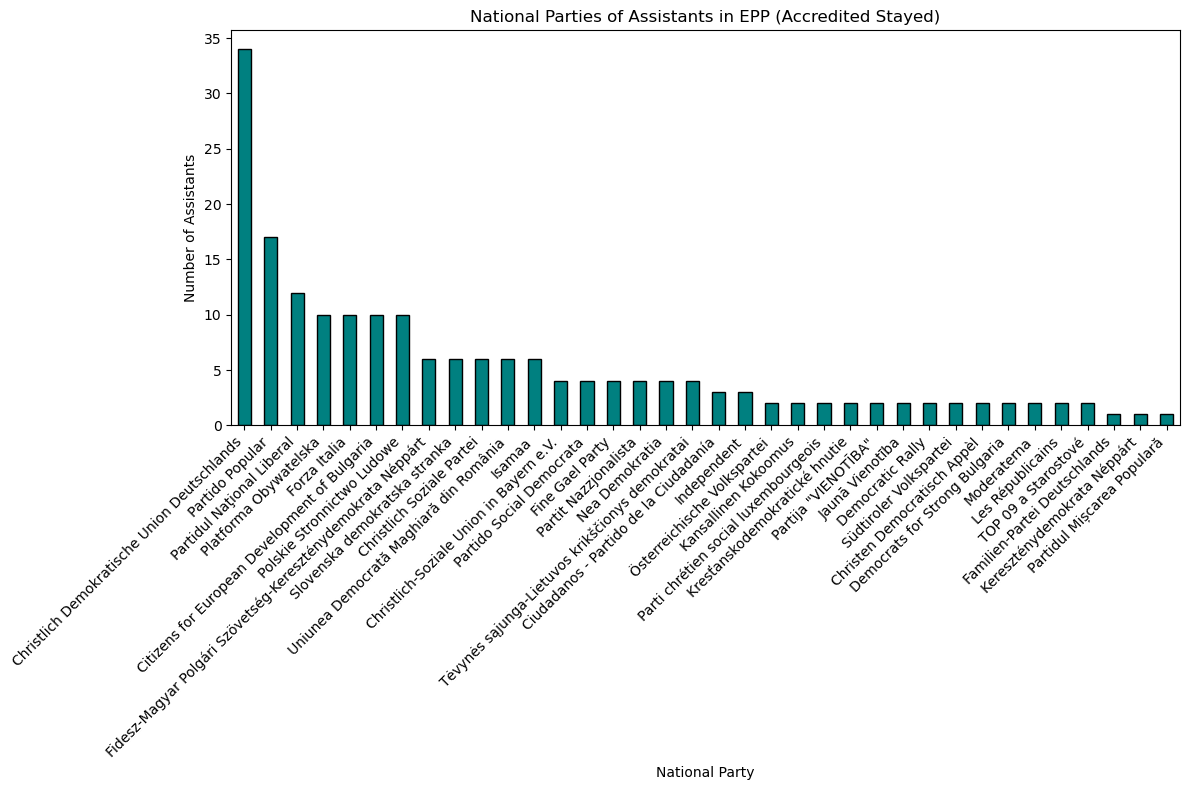 National Parties of Assistants in EPP (Accredited Stayed)
Number of Assistants
35
30
25
20
15
10
5
0
Christlich Demokratische Union Deutschlands
Partido Popular
Partidul Național Liberal
Platforma Obywatelska
Forza Italia
Citizens for European Development of Bulgaria
Polskie Stronnictwo Ludowe
Fidesz-Magyar Polgári Szövetség-Kereszténydemokrata Néppárt
Slovenska demokratska stranka
Christlich Soziale Partei
Uniunea Democrată Maghiară din România
Isamaa
Christlich-Soziale Union in Bayern e.V.
Partido Social Democrata
Fine Gael Party
Partit Nazzjonalista
Nea Demokratia
Tėvynės sąjunga-Lietuvos krikščionys demokratai
Ciudadanos - Partido de la Ciudadanía
Independent
Österreichische Volkspartei
Kansallinen Kokoomus
Parti chrétien social luxembourgeois
Kresťanskodemokratické hnutie
Partija "VIENOTĪBA"
Jaunā Vienotība
Democratic Rally
Südtiroler Volkspartei
Christen Democratisch Appèl
Democrats for Strong Bulgaria
Moderaterna
Les Républicains
TOP 09 a Starostové
Familien-Partei Deutschlands
Kereszténydemokrata Néppárt
Partidul Mișcarea Populară
National Party